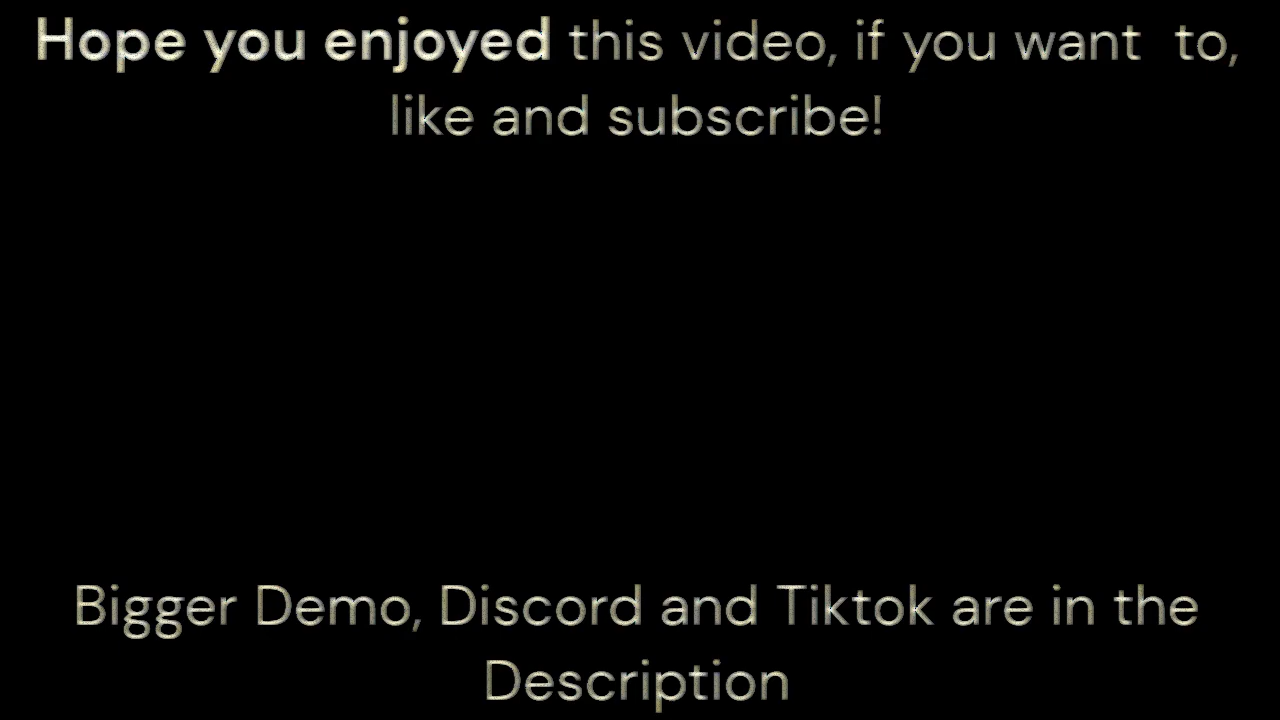 Hope you enjoyed this video, if you want  to,
like and subscribe!
Bigger Demo, Discord and Tiktok are in the
Description